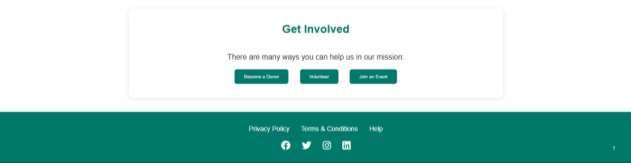 Get Involved
There are many ways you can help us in our mission:
Become a Donor Volunteer Join an Event
Privacy Policy Terms & Conditions Help